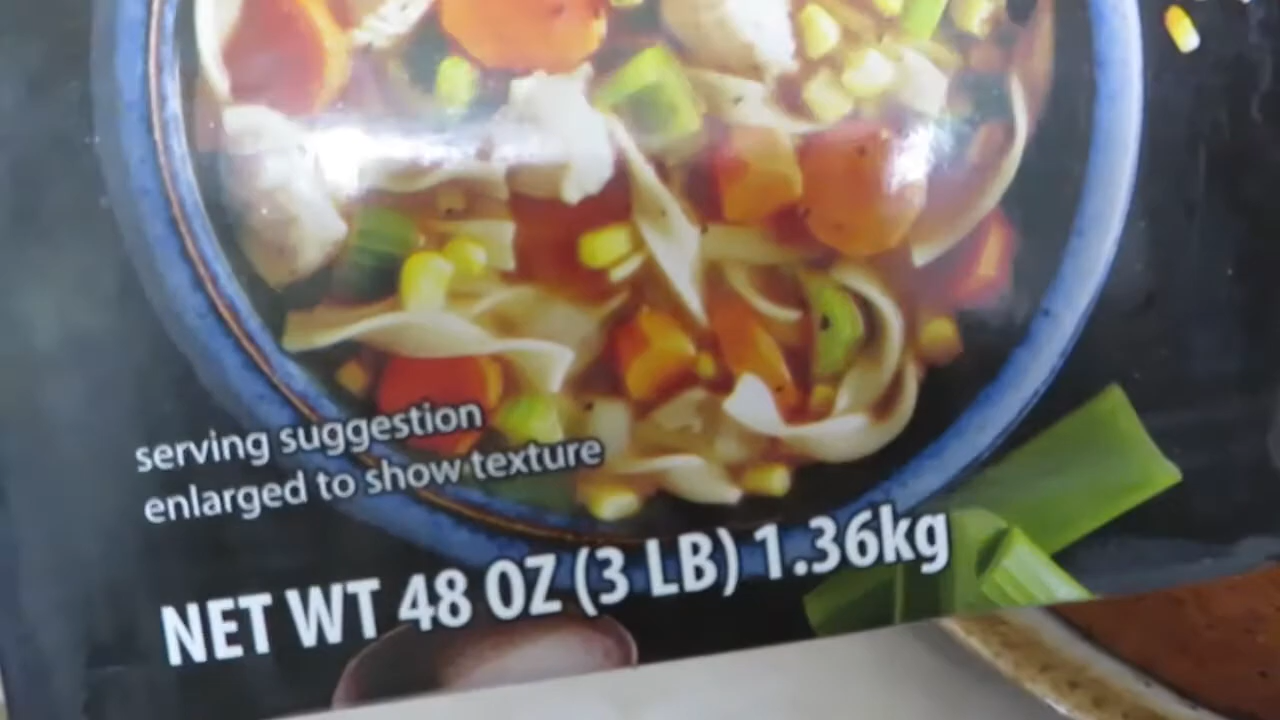 serving suggestion
enlarged to show texture
NET WT 48 OZ (3 LB) 1.36kg